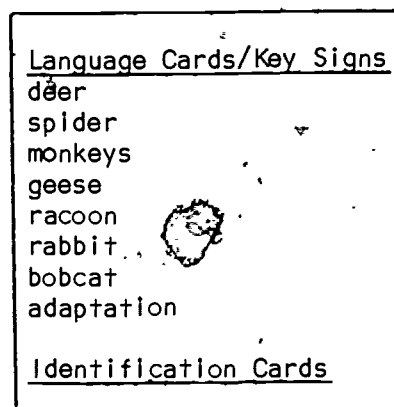 Language Cards/Key Signs
deer
spider
monkeys
geese
racoon
rabbit
bobcat
adaptation
Identification Cards